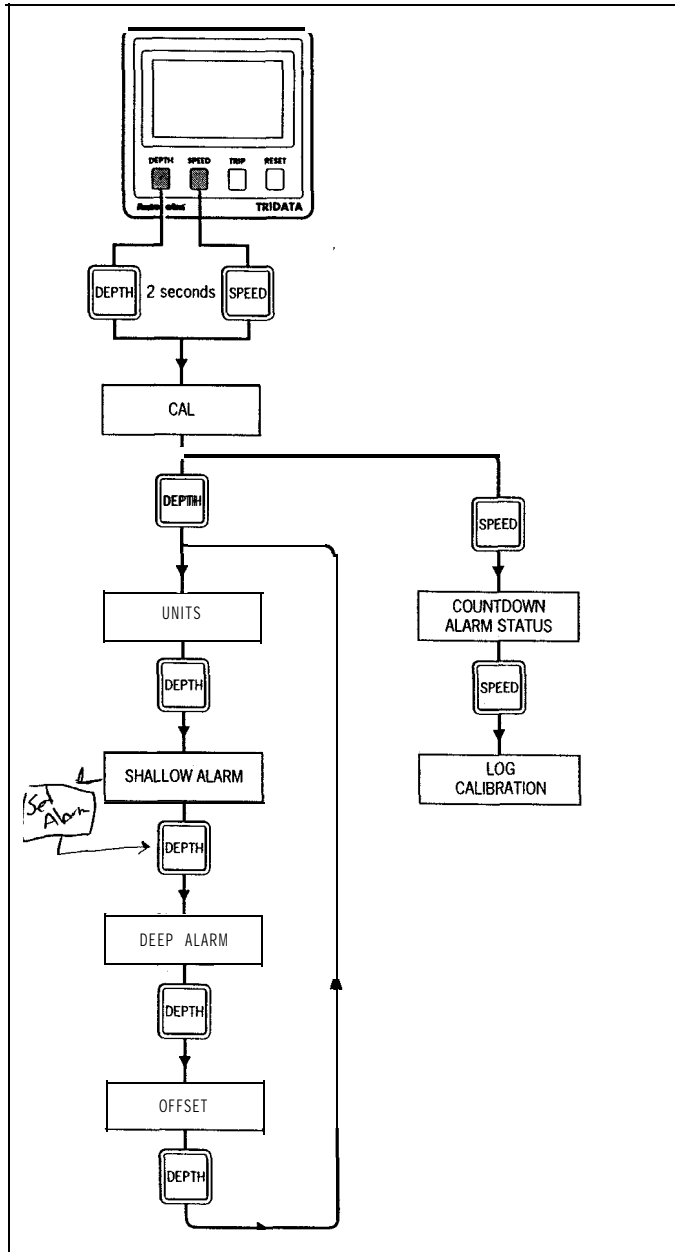 DEPTH SPEED TRIP RESET
TRIDATA
DEPTH 2 seconds SPEED
CAL
DEPTH
SPEED
UNITS
COUNTDOWN
ALARM STATUS
DEPTH
SPEED
SHALLOW ALARM
LOG
CALIBRATION
Set
Alarm
DEPTH
DEEP ALARM
DEPTH
OFFSET
DEPTH